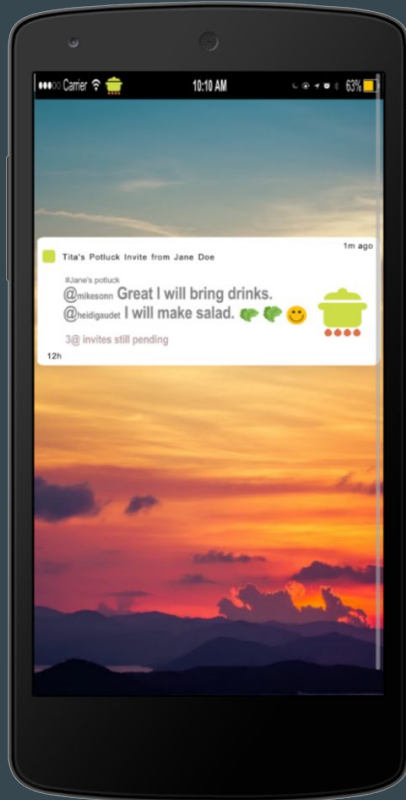 Carrier 10:10 AM 63%
1m ago
Tita's Potluck Invite from Jane Doe
#Jane's potluck
@mikesonn Great I will bring drinks.
@heidigaudet I will make salad.
3@ invites still pending
12h